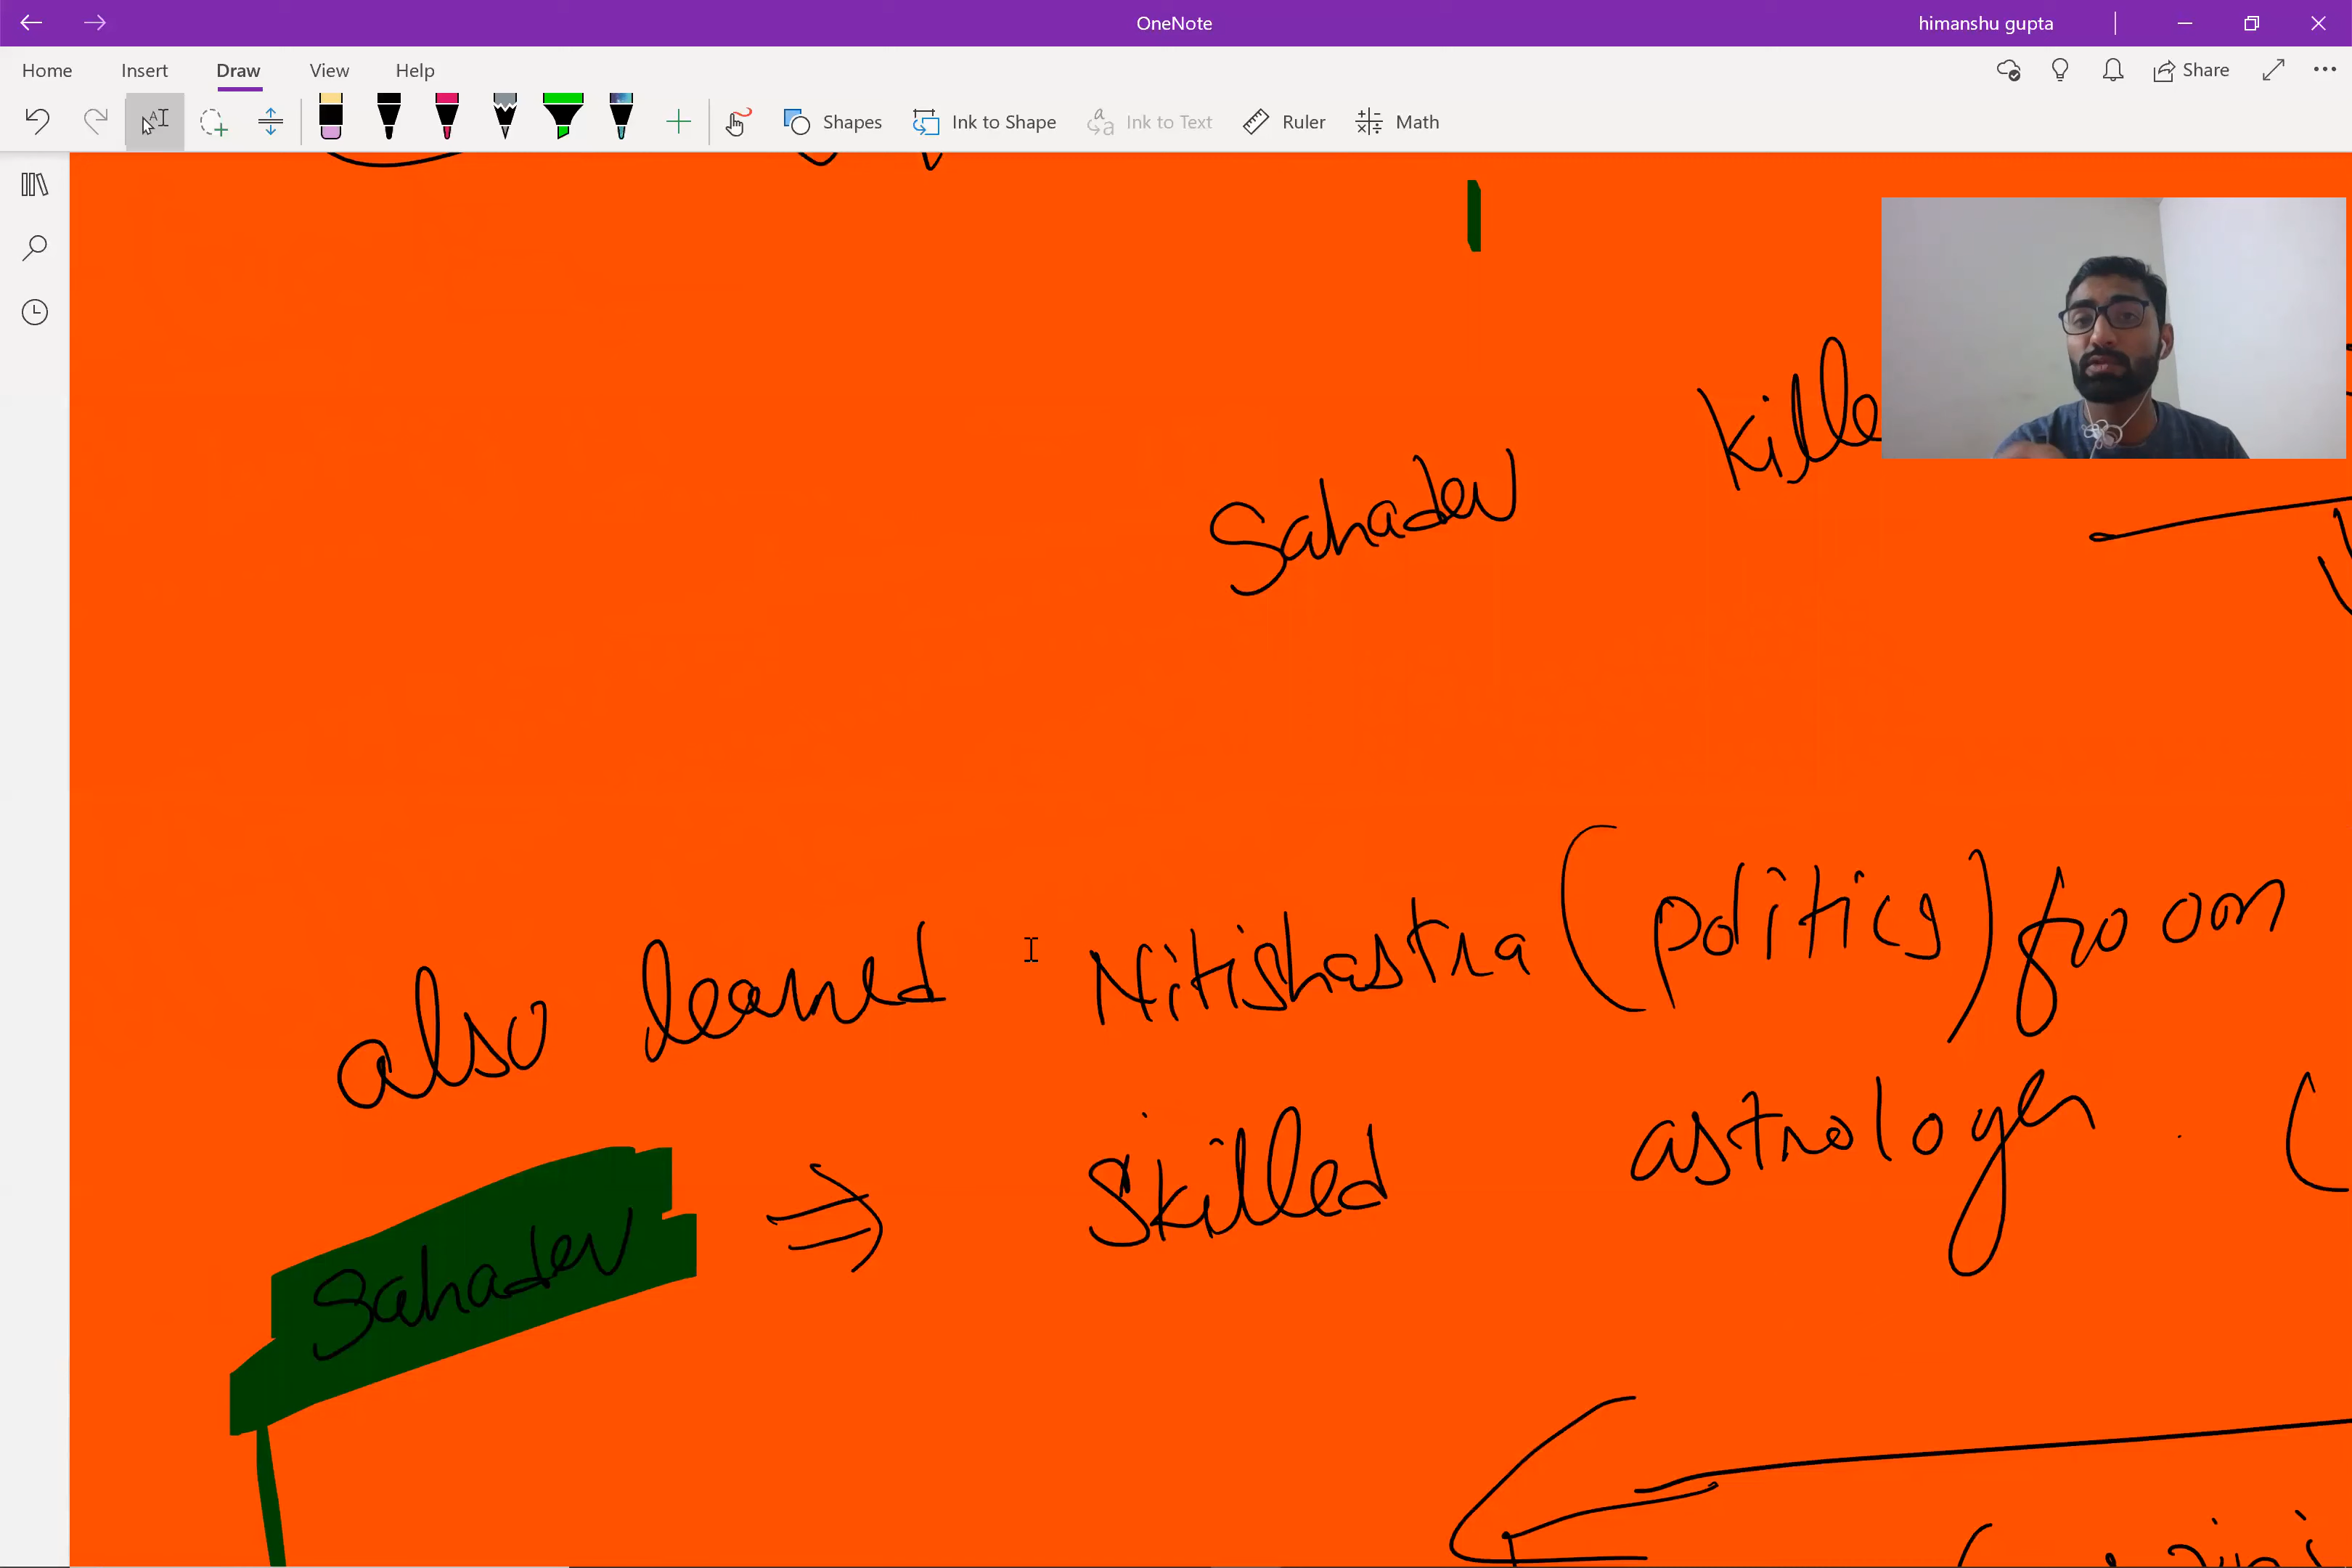 OneNote
himanshu gupta
Home Insert Draw View Help
Share
Shapes Ink to Shape Ink to Text Ruler Math
Sahadev Kille
also learned Nitishastra (politics) from
Sahadev ⇒ Skilled astrologer. (